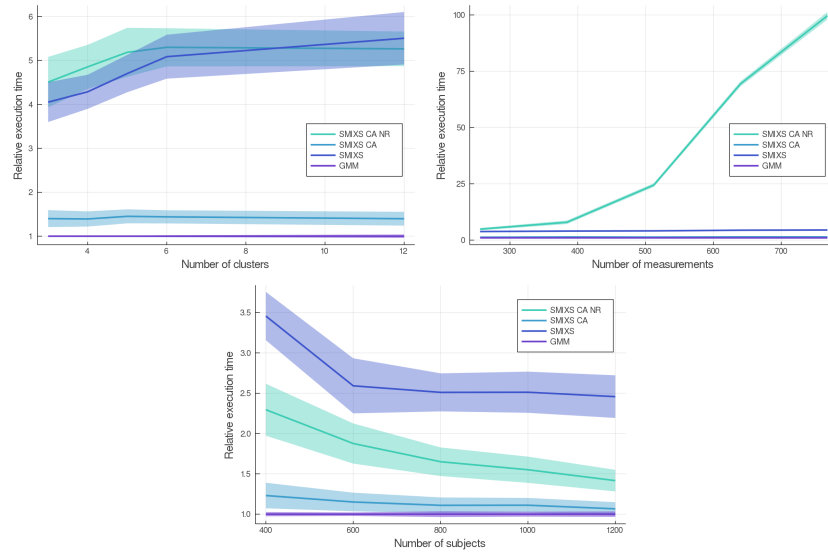 Relative execution time
6
5
4
3
2
1
SMIXS CA NR
SMIXS CA
SMIXS
GMM
4
6
8
10
12
Number of clusters
Relative execution time
100
75
50
25
0
SMIXS CA NR
SMIXS CA
SMIXS
GMM
300
400
500
600
700
Number of measurements
Relative execution time
3.5
3.0
2.5
2.0
1.5
1.0
SMIXS CA NR
SMIXS CA
SMIXS
GMM
400
600
800
1000
1200
Number of subjects